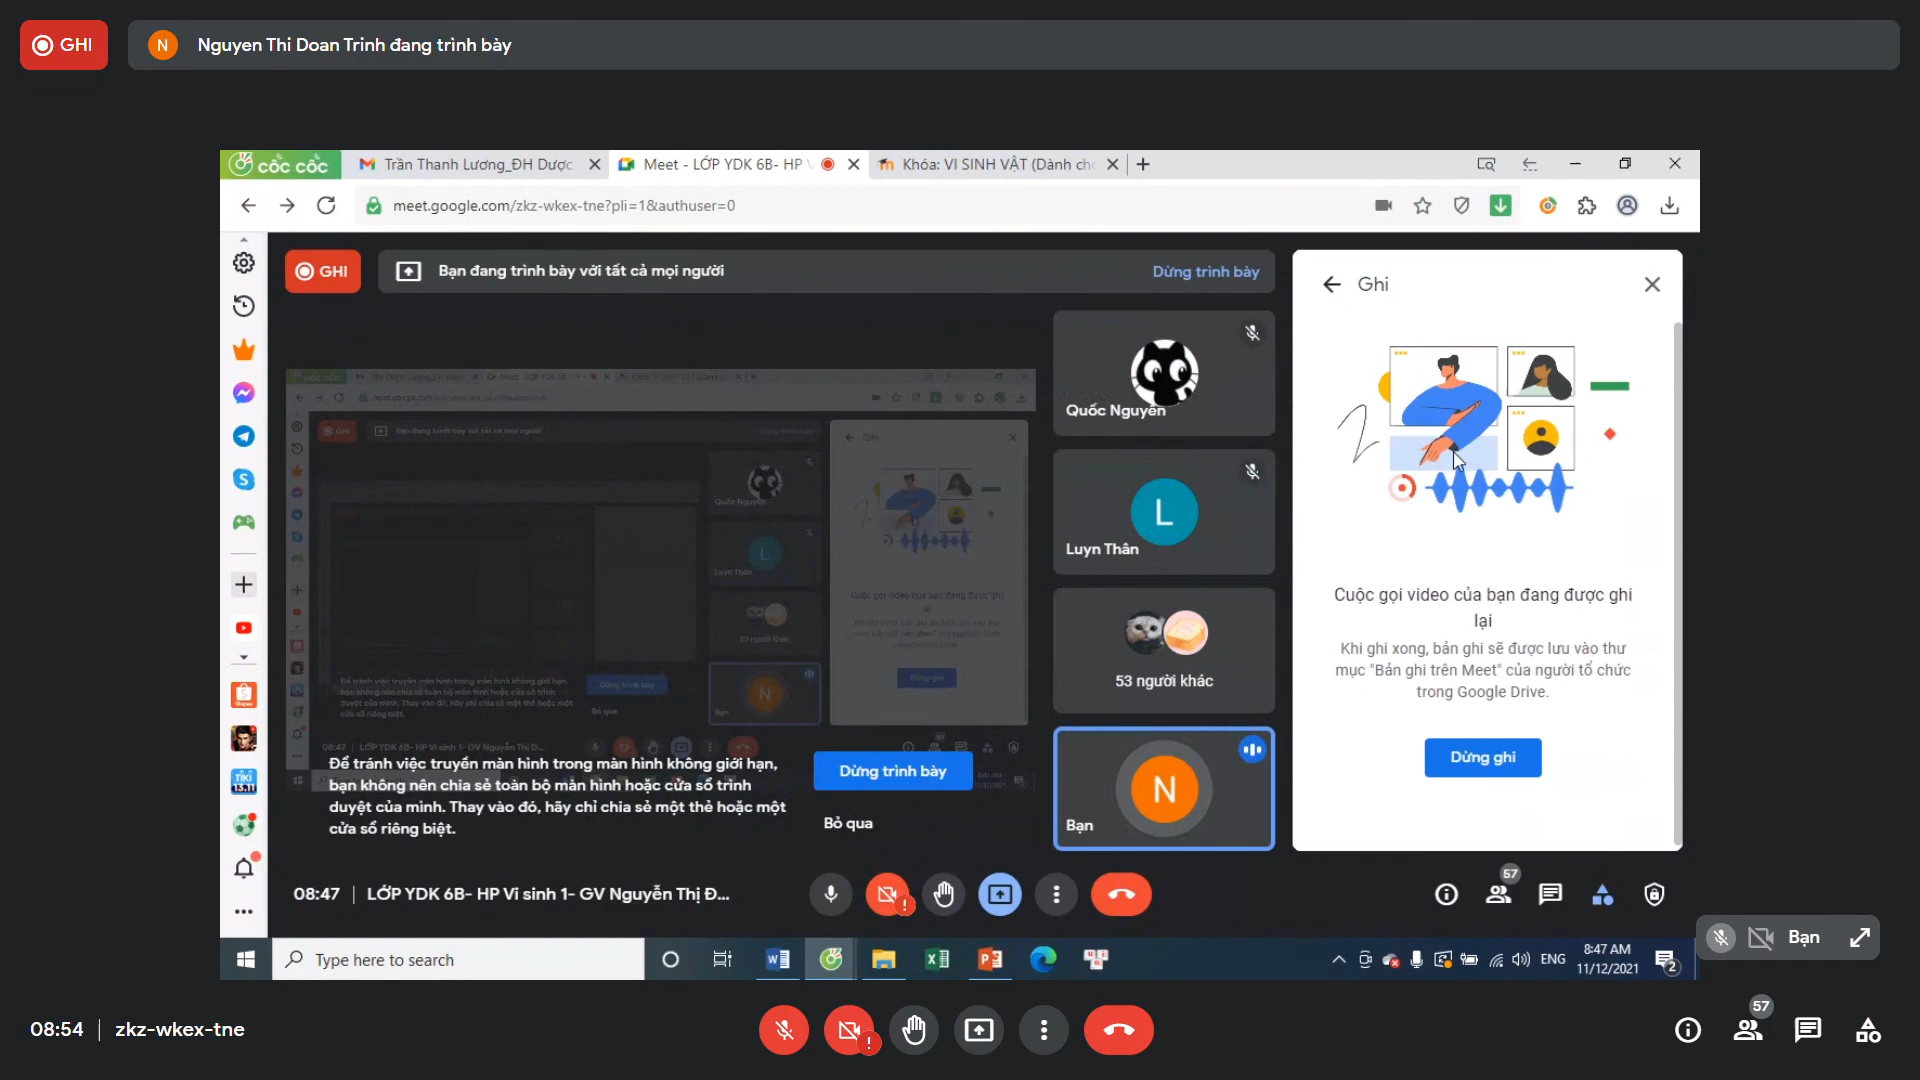 GHI
N
Nguyen Thi Doan Trinh đang trình bày
cốc cốc
Trần Thanh Lương_ĐH Dược
Meet - LỚP YDK 6B- HP
Khóa: VI SINH VẬT (Dành cho
meet.google.com/zkz-wkex-tne?pli=1&authuser=0
GHI
Bạn đang trình bày với tất cả mọi người
Dừng trình bày
Ghi
Quốc Nguyên
L
Luyn Thân
53 người khác
N
Bạn
Cuộc gọi video của bạn đang được ghi
lại
Khi ghi xong, bản ghi sẽ được lưu vào thư
mục "Bản ghi trên Meet" của người tổ chức
trong Google Drive.
Dừng ghi
Để tránh việc truyền màn hình trong màn hình không giới hạn,
bạn không nên chia sẻ toàn bộ màn hình hoặc cửa sổ trình
duyệt của mình. Thay vào đó, hãy chỉ chia sẻ một thẻ hoặc một
cửa sổ riêng biệt.
Dừng trình bày
Bỏ qua
08:47 | LỚP YDK 6B- HP Vi sinh 1- GV Nguyễn Thị Đ...
57
Type here to search
ENG
8:47 AM
11/12/2021
2
Bạn
08:54 | zkz-wkex-tne
57